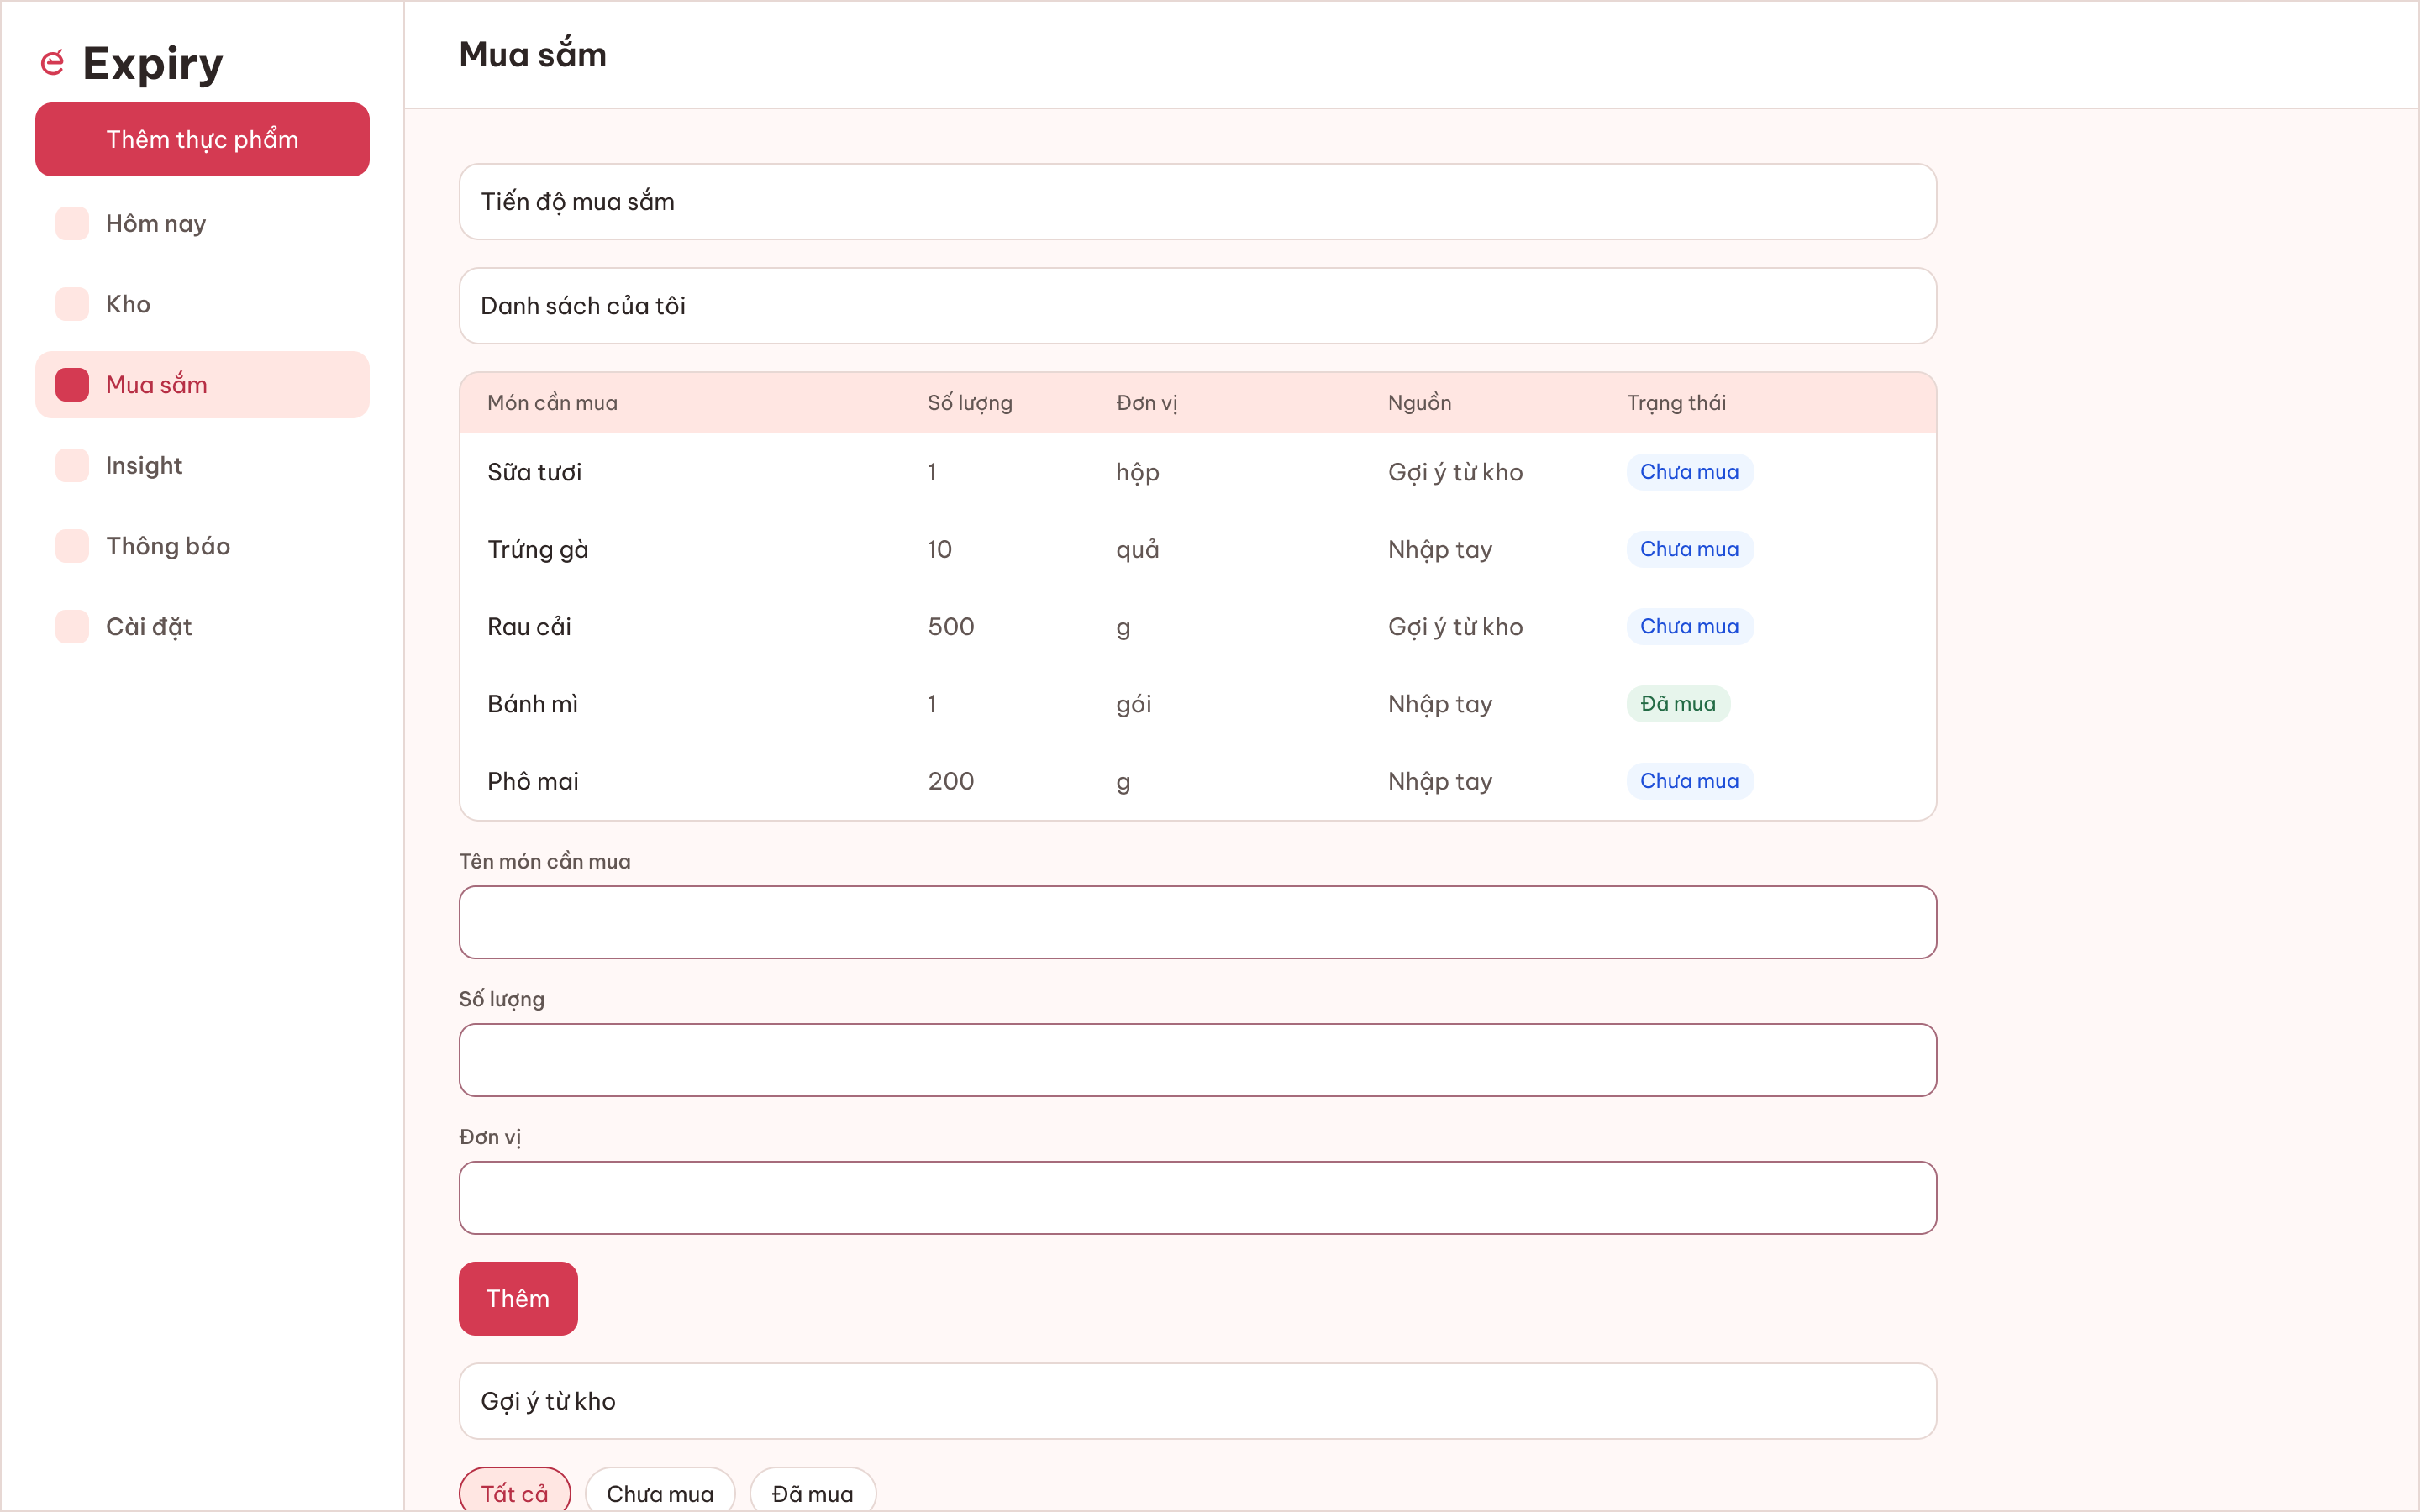 Expiry
Thêm thực phẩm
Hôm nay
Kho
Mua sắm
Insight
Thông báo
Cài đặt
Mua sắm
Tiến độ mua sắm
Danh sách của tôi
Món cần mua Số lượng Đơn vị Nguồn Trạng thái
Sữa tươi 1 hộp Gợi ý từ kho Chưa mua
Trứng gà 10 quả Nhập tay Chưa mua
Rau cải 500 g Gợi ý từ kho Chưa mua
Bánh mì 1 gói Nhập tay Đã mua
Phô mai 200 g Nhập tay Chưa mua
Tên món cần mua
Số lượng
Đơn vị
Thêm
Gợi ý từ kho
Tất cả Chưa mua Đã mua